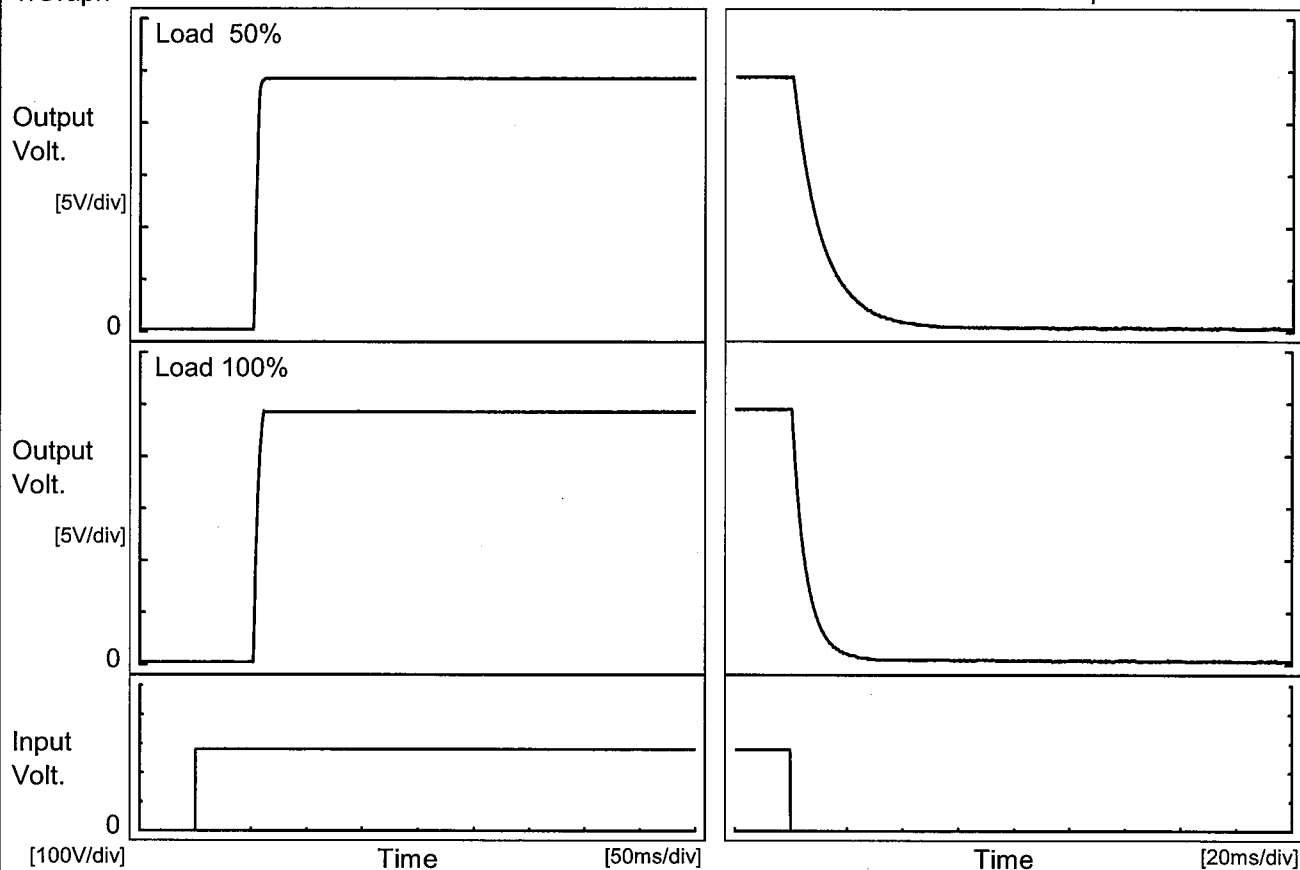 Load 50%
Output
Volt.
[5V/div]
0
Load 100%
Output
Volt.
[5V/div]
0
Input
Volt.
0
[100V/div]
Time
[50ms/div]
Time
[20ms/div]